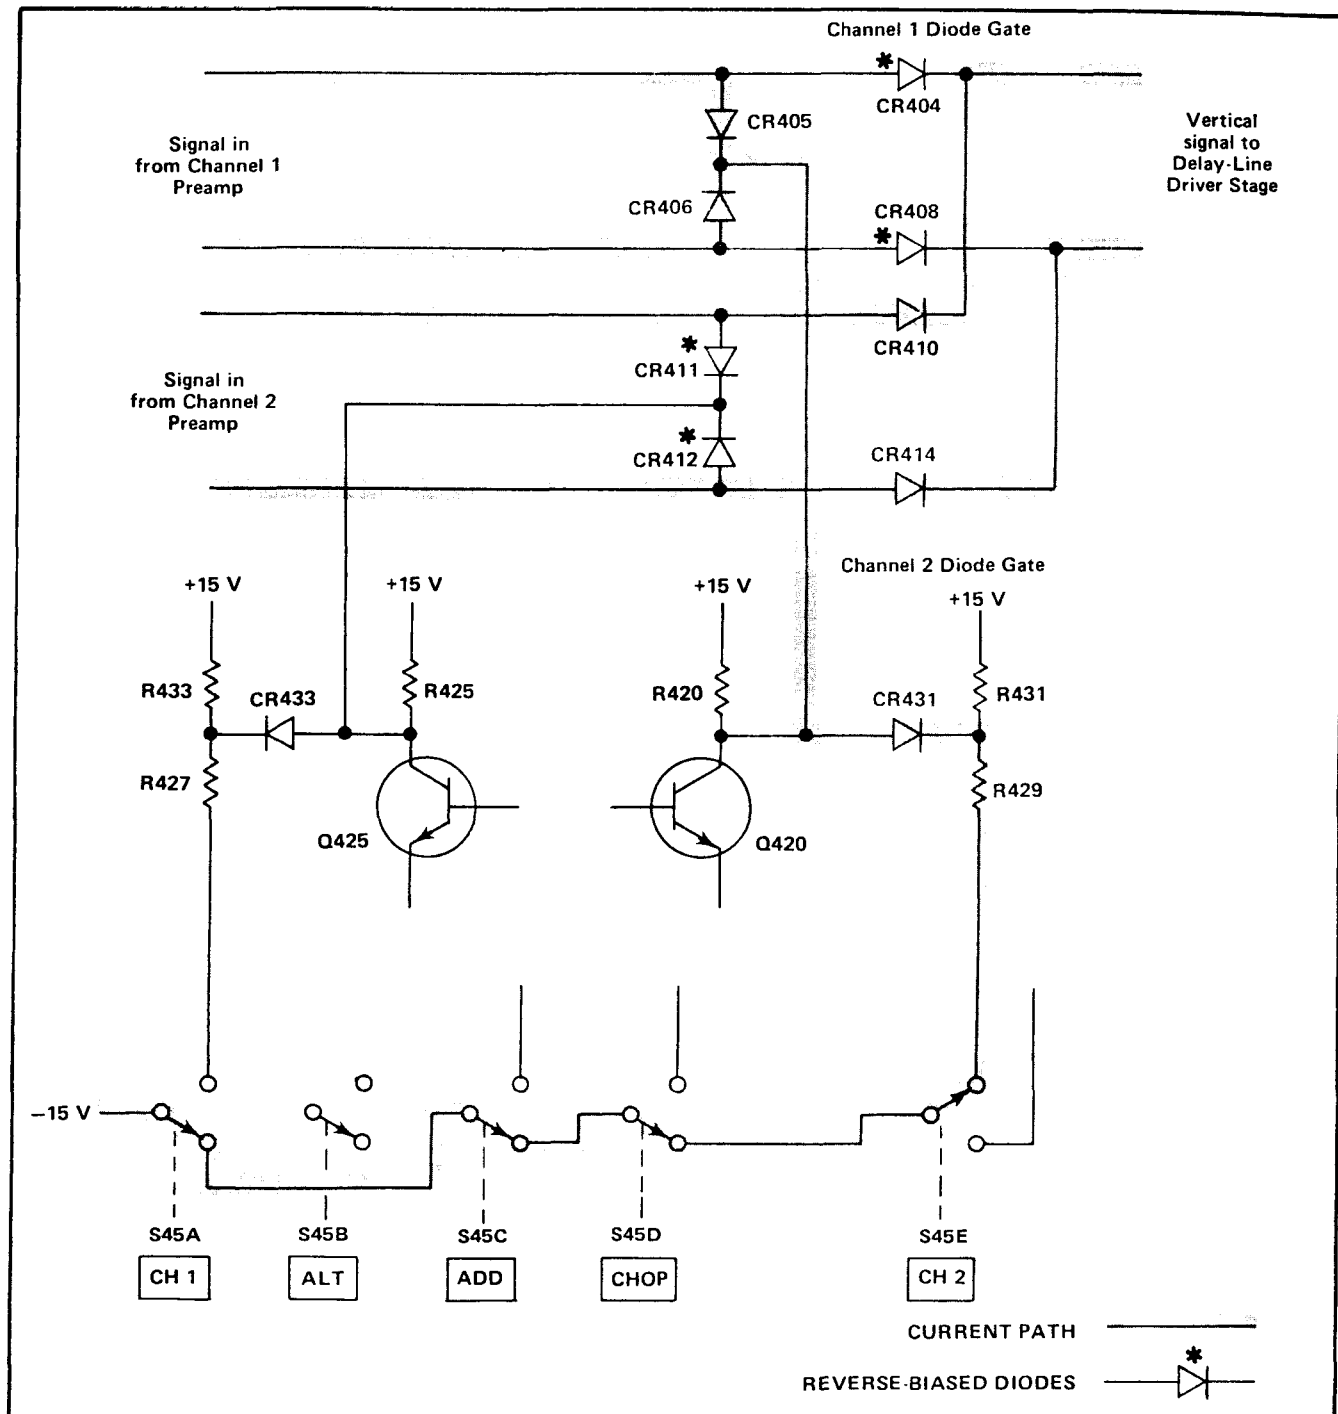 Channel 1 Diode Gate
*
CR404
CR405
Signal in
from Channel 1
Preamp
Vertical
signal to
Delay-Line
Driver Stage
CR406
CR408
*
CR410
*
CR411
Signal in
from Channel 2
Preamp
*
CR412
CR414
Channel 2 Diode Gate
+15 V
+15 V
+15 V
+15 V
R433
CR433
R425
R420
CR431
R431
R427
R429
Q425
Q420
−15 V
S45A
S45B
S45C
S45D
S45E
CH 1
ALT
ADD
CHOP
CH 2
CURRENT PATH
*
REVERSE-BIASED DIODES